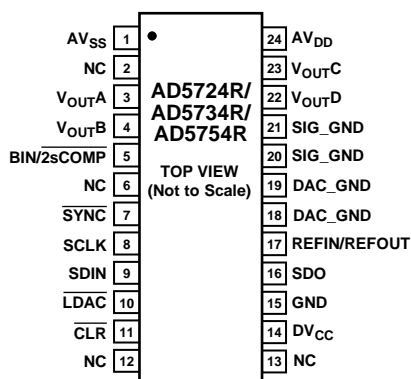 AVSS 1
NC 2
VOUTA 3
VOUTB 4
BIN/2sCOMP 5
NC 6
SYNC 7
SCLK 8
SDIN 9
LDAC 10
CLR 11
NC 12
AD5724R/
AD5734R/
AD5754R
TOP VIEW
(Not to Scale)
24 AVDD
23 VOUTC
22 VOUTD
21 SIG_GND
20 SIG_GND
19 DAC_GND
18 DAC_GND
17 REFIN/REFOUT
16 SDO
15 GND
14 DVCC
13 NC